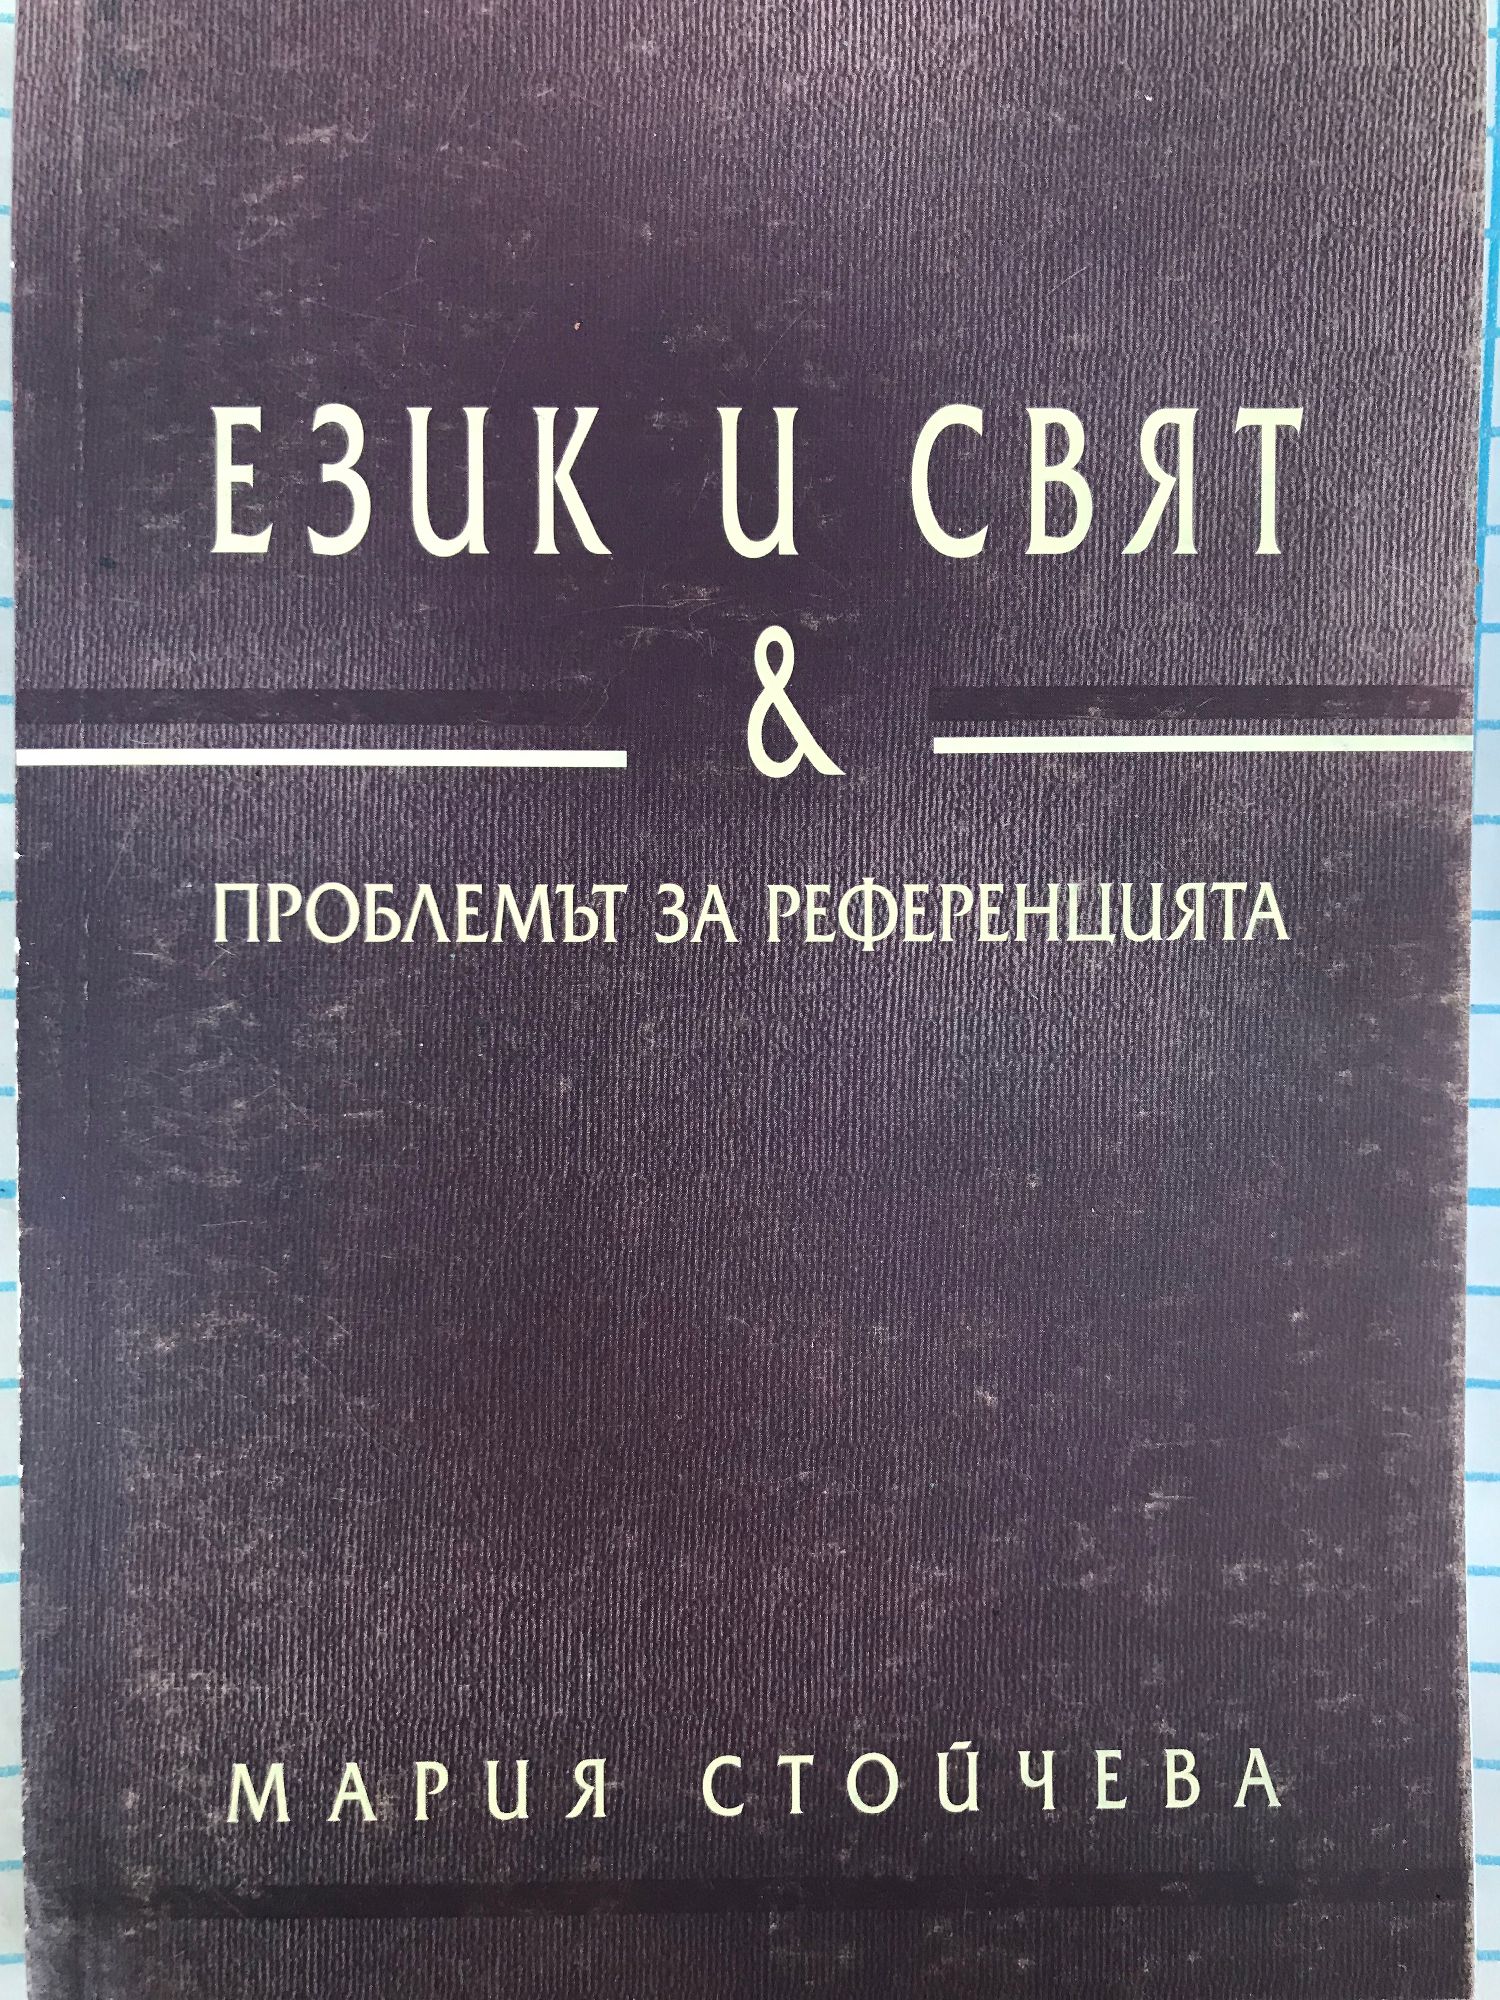 ЕЗИК И СВЯТ
&
ПРОБЛЕМЪТ ЗА РЕФЕРЕНЦИЯТА
МАРИЯ СТОЙЧЕВА